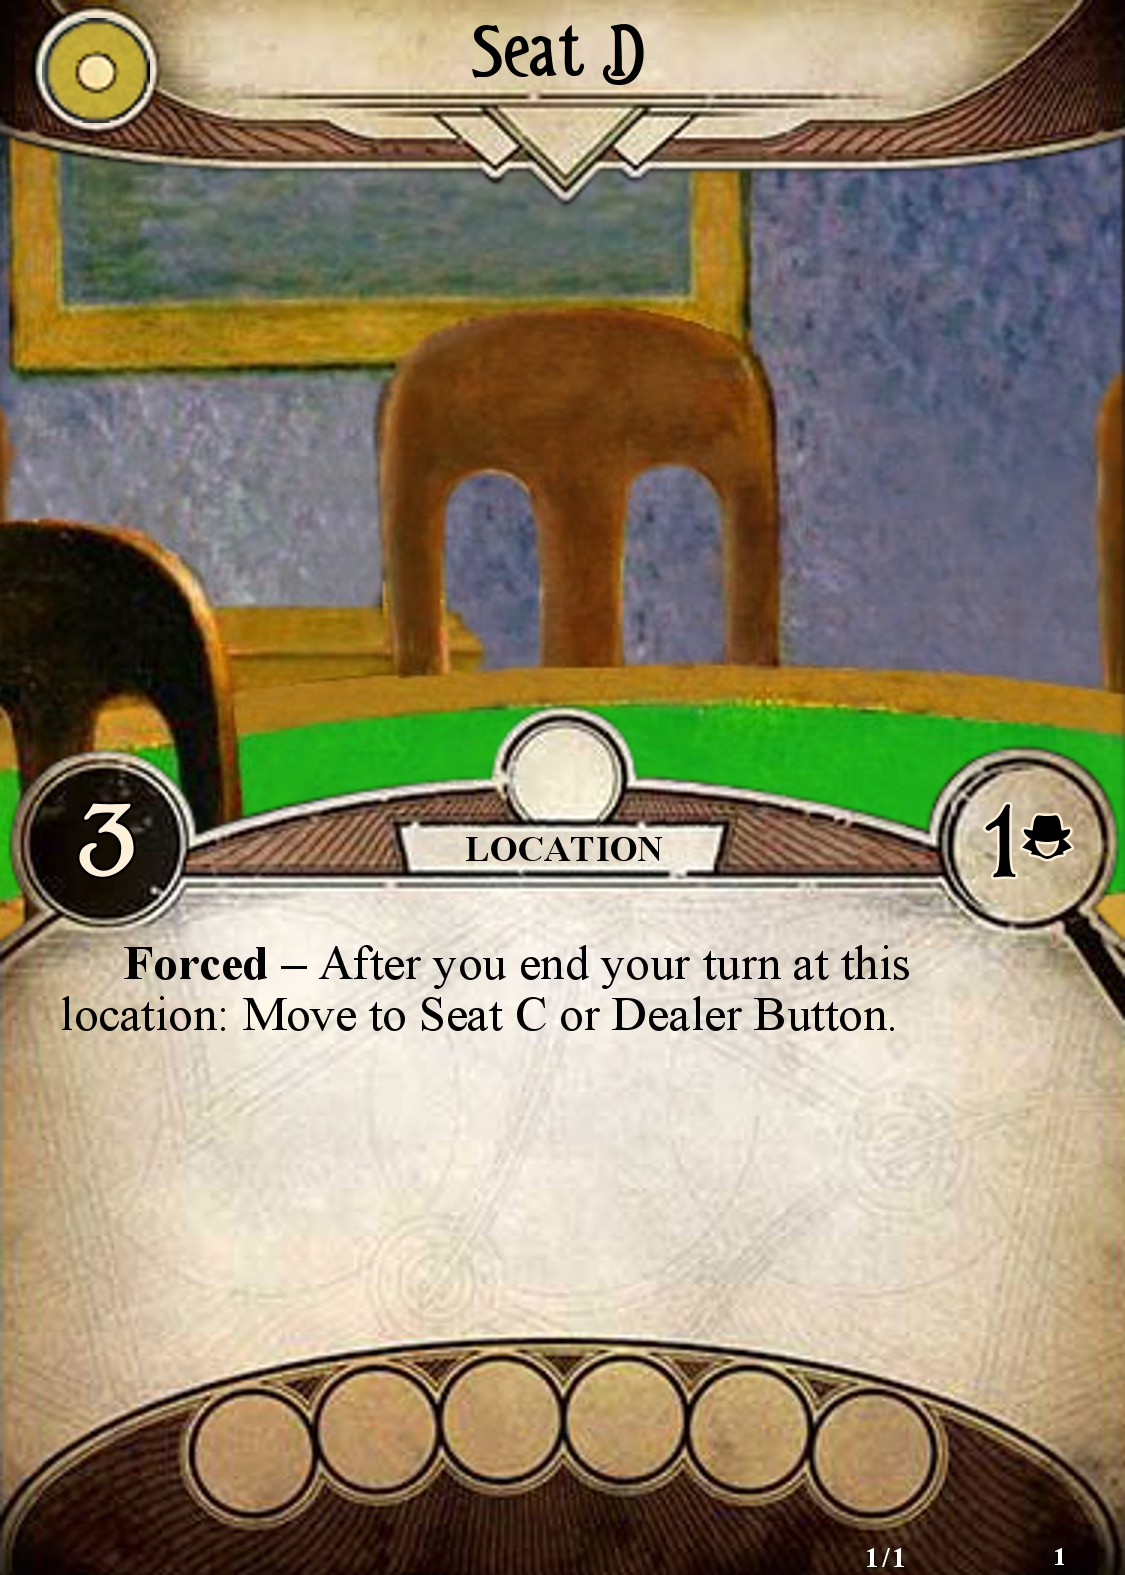 Seat D
3
LOCATION
1
Forced – After you end your turn at this
location: Move to Seat C or Dealer Button.
1/1
1